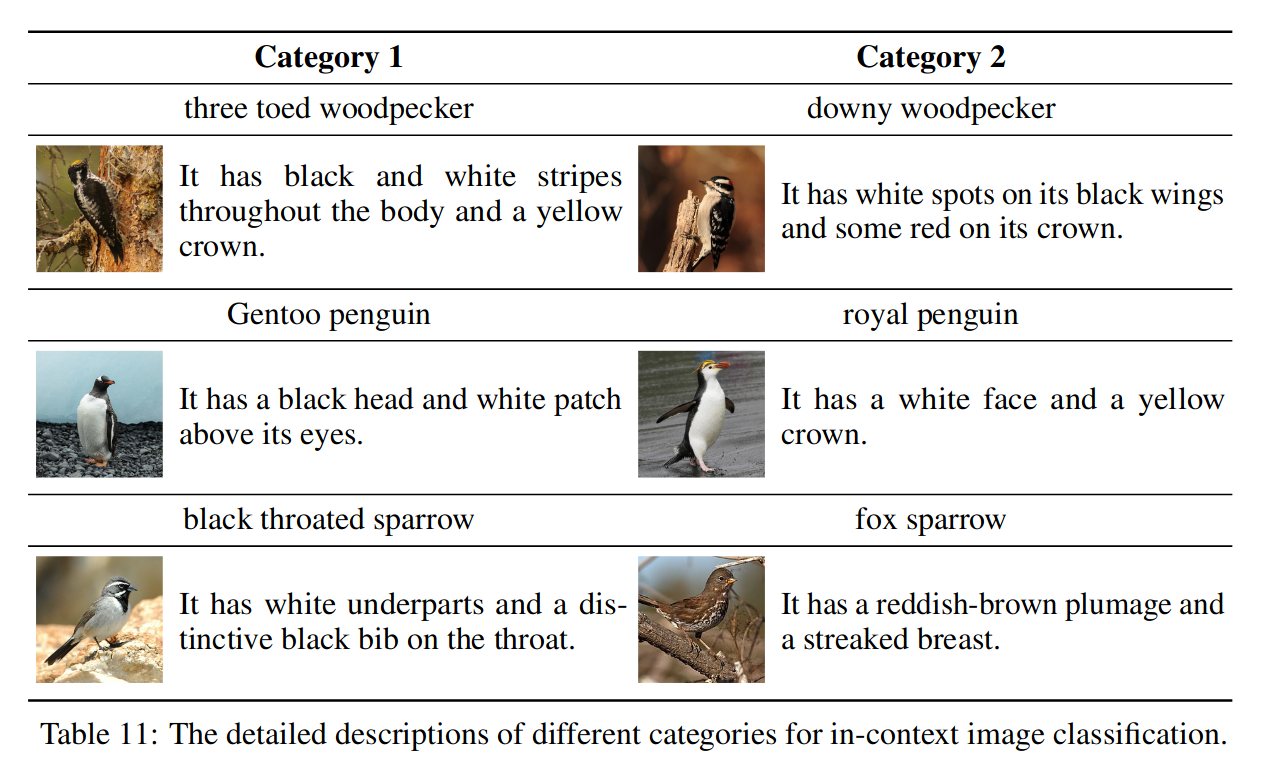 Category 1 Category 2
three toed woodpecker downy woodpecker
It has black and white stripes
throughout the body and a yellow
crown.
It has white spots on its black wings
and some red on its crown.
Gentoo penguin royal penguin
It has a black head and white patch
above its eyes.
It has a white face and a yellow
crown.
black throated sparrow fox sparrow
It has white underparts and a dis-
tinctive black bib on the throat.
It has a reddish-brown plumage and
a streaked breast.
Table 11: The detailed descriptions of different categories for in-context image classification.